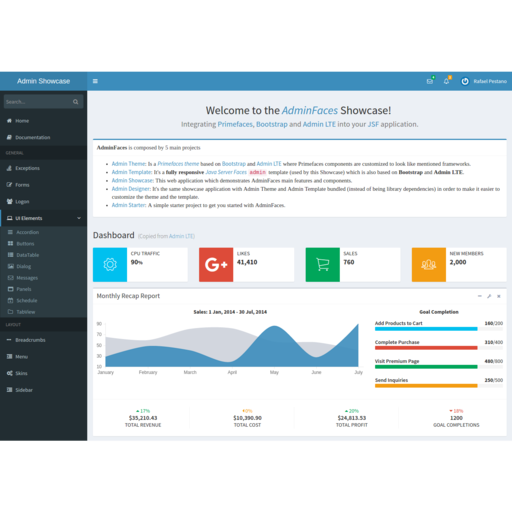 Admin Showcase
Rafael Pestano
Search...
Home
Documentation
GENERAL
Exceptions
Forms
Logon
UI Elements
Accordion
Buttons
DataTable
Dialog
Messages
Panels
Schedule
TabView
LAYOUT
Breadcrumbs
Menu
Skins
Sidebar
Welcome to the AdminFaces Showcase!
Integrating Primefaces, Bootstrap and Admin LTE into your JSF application.
AdminFaces is composed by 5 main projects
Admin Theme: Is a Primefaces theme based on Bootstrap and Admin LTE where Primefaces components are customized to look like mentioned frameworks.
Admin Template: It's a fully responsive Java Server Faces admin template (used by this Showcase) which is also based on Bootstrap and Admin LTE.
Admin Showcase: This web application which demonstrates AdminFaces main features and components.
Admin Designer: It's the same showcase application with Admin Theme and Admin Template bundled (instead of being library dependencies) in order to make it easier to
customize the theme and the template.
Admin Starter: A simple starter project to get you started with AdminFaces.
Dashboard (Copied from Admin LTE)
CPU TRAFFIC
90%
G+
LIKES
41,410
SALES
760
NEW MEMBERS
2,000
Monthly Recap Report
Sales: 1 Jan, 2014 - 30 Jul, 2014
90
70
50
30
January February March April May June July
Goal Completion
Add Products to Cart 160/200
Complete Purchase 310/400
Visit Premium Page 480/800
Send Inquiries 250/500
17%
$35,210.43
TOTAL REVENUE
0%
$10,390.90
TOTAL COST
20%
$24,813.53
TOTAL PROFIT
18%
1200
GOAL COMPLETIONS